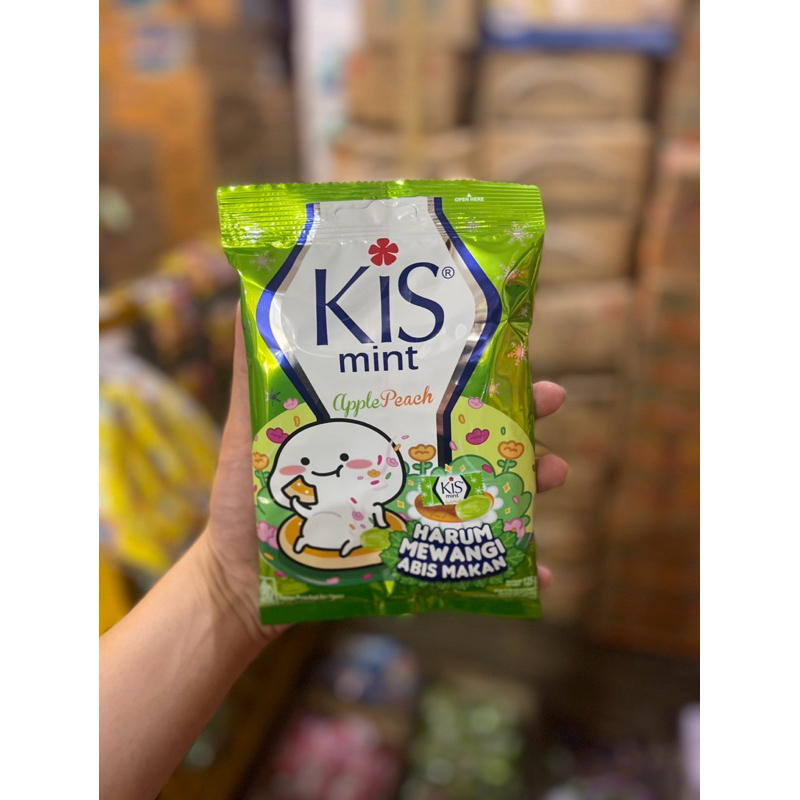 OPEN HERE
KiS®
mint
ApplePeach
KiS
mint
HARUM
MEWANGI
ABIS MAKAN